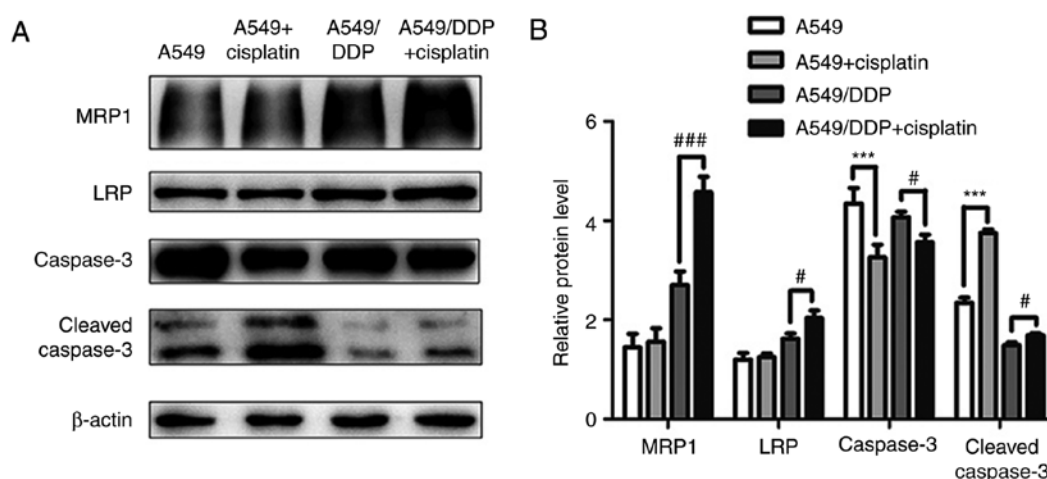 A
A549
A549+
cisplatin
A549/
DDP
A549/DDP
+cisplatin
MRP1
LRP
Caspase-3
Cleaved
caspase-3
β-actin
B
A549
A549+cisplatin
A549/DDP
A549/DDP+cisplatin
Relative protein level
6
4
2
0
###
#
***
#
***
#
MRP1
LRP
Caspase-3
Cleaved
caspase-3